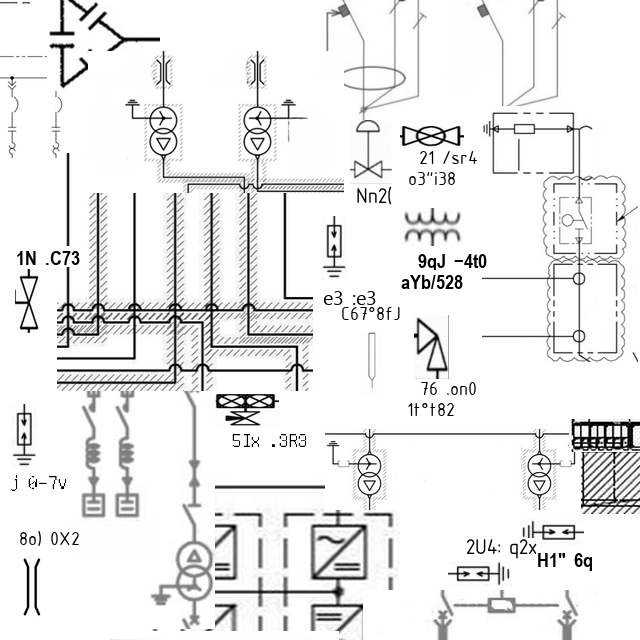 21 /sr4
o3"i38
Nn2(
1N .C73
9qJ −4t0
aYb/528
e3 :e3
C67°8fJ
76 .on0
1t°t82
5Ix .3R3
j 0−7v
8o) 0X2
2U4: q2x
H1" 6q